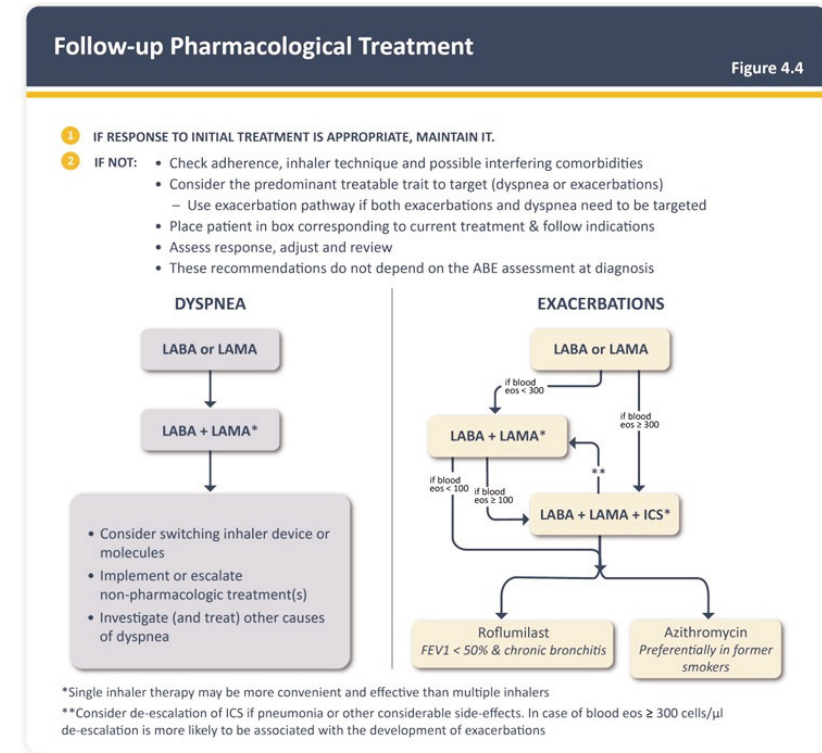 Follow-up Pharmacological Treatment
Figure 4.4
1 IF RESPONSE TO INITIAL TREATMENT IS APPROPRIATE, MAINTAIN IT.
2 IF NOT: • Check adherence, inhaler technique and possible interfering comorbidities
• Consider the predominant treatable trait to target (dyspnea or exacerbations)
– Use exacerbation pathway if both exacerbations and dyspnea need to be targeted
• Place patient in box corresponding to current treatment & follow indications
• Assess response, adjust and review
• These recommendations do not depend on the ABE assessment at diagnosis
DYSPNEA
LABA or LAMA
LABA + LAMA*
• Consider switching inhaler device or
molecules
• Implement or escalate
non-pharmacologic treatment(s)
• Investigate (and treat) other causes
of dyspnea
EXACERBATIONS
LABA or LAMA
if blood
eos < 300
if blood
eos ≥ 300
LABA + LAMA*
**
if blood
eos < 100
if blood
eos ≥ 100
LABA + LAMA + ICS*
Roflumilast
FEV1 < 50% & chronic bronchitis
Azithromycin
Preferentially in former
smokers
*Single inhaler therapy may be more convenient and effective than multiple inhalers
**Consider de-escalation of ICS if pneumonia or other considerable side-effects. In case of blood eos ≥ 300 cells/µl
de-escalation is more likely to be associated with the development of exacerbations